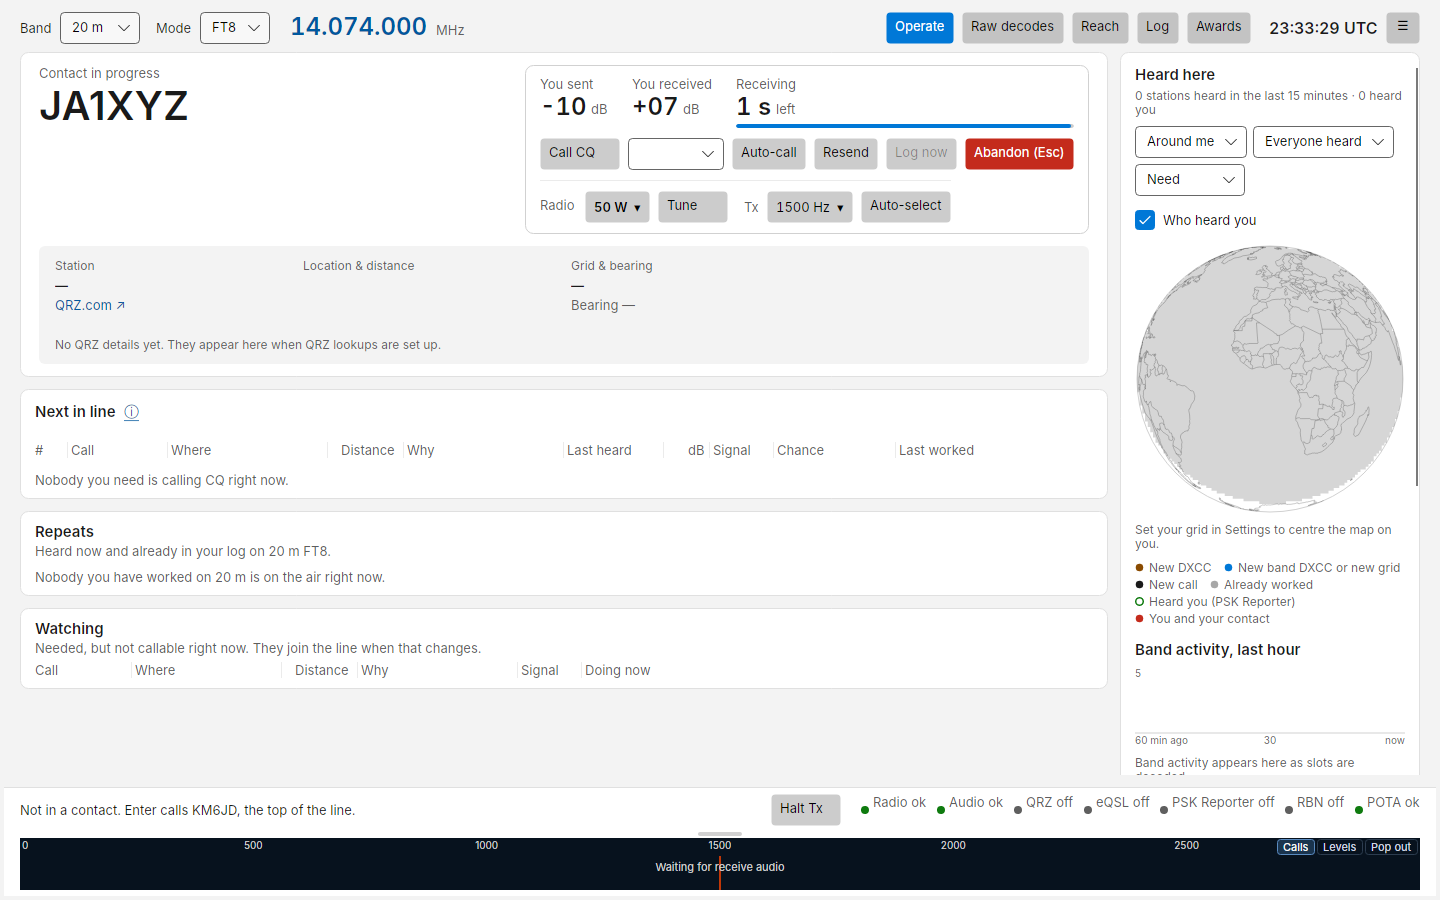 Band 20 m Mode FT8 14.074.000 MHz Operate Raw decodes Reach Log Awards 23:33:29 UTC ☰
Contact in progress
JA1XYZ
You sent You received Receiving
-10 dB +07 dB 1 s left
Call CQ Auto-call Resend Log now Abandon (Esc)
Radio 50 W ▾ Tune Tx 1500 Hz ▾ Auto-select
Station Location & distance Grid & bearing
— —
QRZ.com ↗ Bearing —
No QRZ details yet. They appear here when QRZ lookups are set up.
Next in line ⓘ
# Call Where Distance Why Last heard dB Signal Chance Last worked
Nobody you need is calling CQ right now.
Repeats
Heard now and already in your log on 20 m FT8.
Nobody you have worked on 20 m is on the air right now.
Watching
Needed, but not callable right now. They join the line when that changes.
Call Where Distance Why Signal Doing now
Heard here
0 stations heard in the last 15 minutes · 0 heard
you
Around me Everyone heard
Need
Who heard you
Set your grid in Settings to centre the map on
you.
New DXCC New band DXCC or new grid
New call Already worked
Heard you (PSK Reporter)
You and your contact
Band activity, last hour
5
60 min ago 30 now
Band activity appears here as slots are
decoded
Not in a contact. Enter calls KM6JD, the top of the line. Halt Tx Radio ok Audio ok QRZ off eQSL off PSK Reporter off RBN off POTA ok
0 500 1000 1500 2000 2500 Calls Levels Pop out
Waiting for receive audio